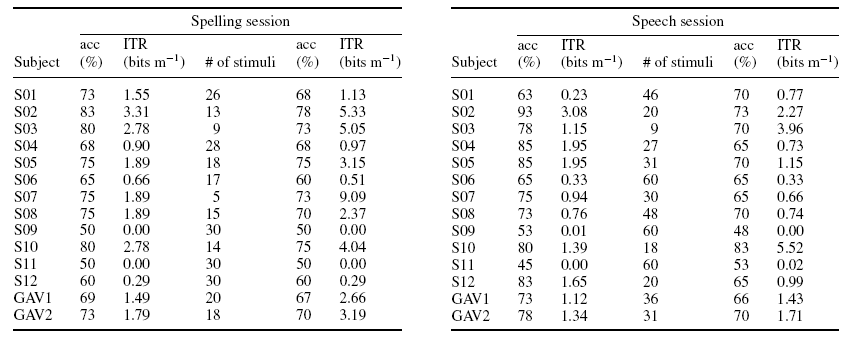 Spelling session
acc ITR acc ITR
Subject (%) (bits m−1) # of stimuli (%) (bits m−1)
S01 73 1.55 26 68 1.13
S02 83 3.31 13 78 5.33
S03 80 2.78 9 73 5.05
S04 68 0.90 28 68 0.97
S05 75 1.89 18 75 3.15
S06 65 0.66 17 60 0.51
S07 75 1.89 5 73 9.09
S08 75 1.89 15 70 2.37
S09 50 0.00 30 50 0.00
S10 80 2.78 14 75 4.04
S11 50 0.00 30 50 0.00
S12 60 0.29 30 60 0.29
GAV1 69 1.49 20 67 2.66
GAV2 73 1.79 18 70 3.19
Speech session
acc ITR acc ITR
Subject (%) (bits m−1) # of stimuli (%) (bits m−1)
S01 63 0.23 46 70 0.77
S02 93 3.08 20 73 2.27
S03 78 1.15 9 70 3.96
S04 85 1.95 27 65 0.73
S05 85 1.95 31 70 1.15
S06 65 0.33 60 65 0.33
S07 75 0.94 30 65 0.66
S08 73 0.76 48 70 0.74
S09 53 0.01 60 48 0.00
S10 80 1.39 18 83 5.52
S11 45 0.00 60 53 0.02
S12 83 1.65 20 65 0.99
GAV1 73 1.12 36 66 1.43
GAV2 78 1.34 31 70 1.71